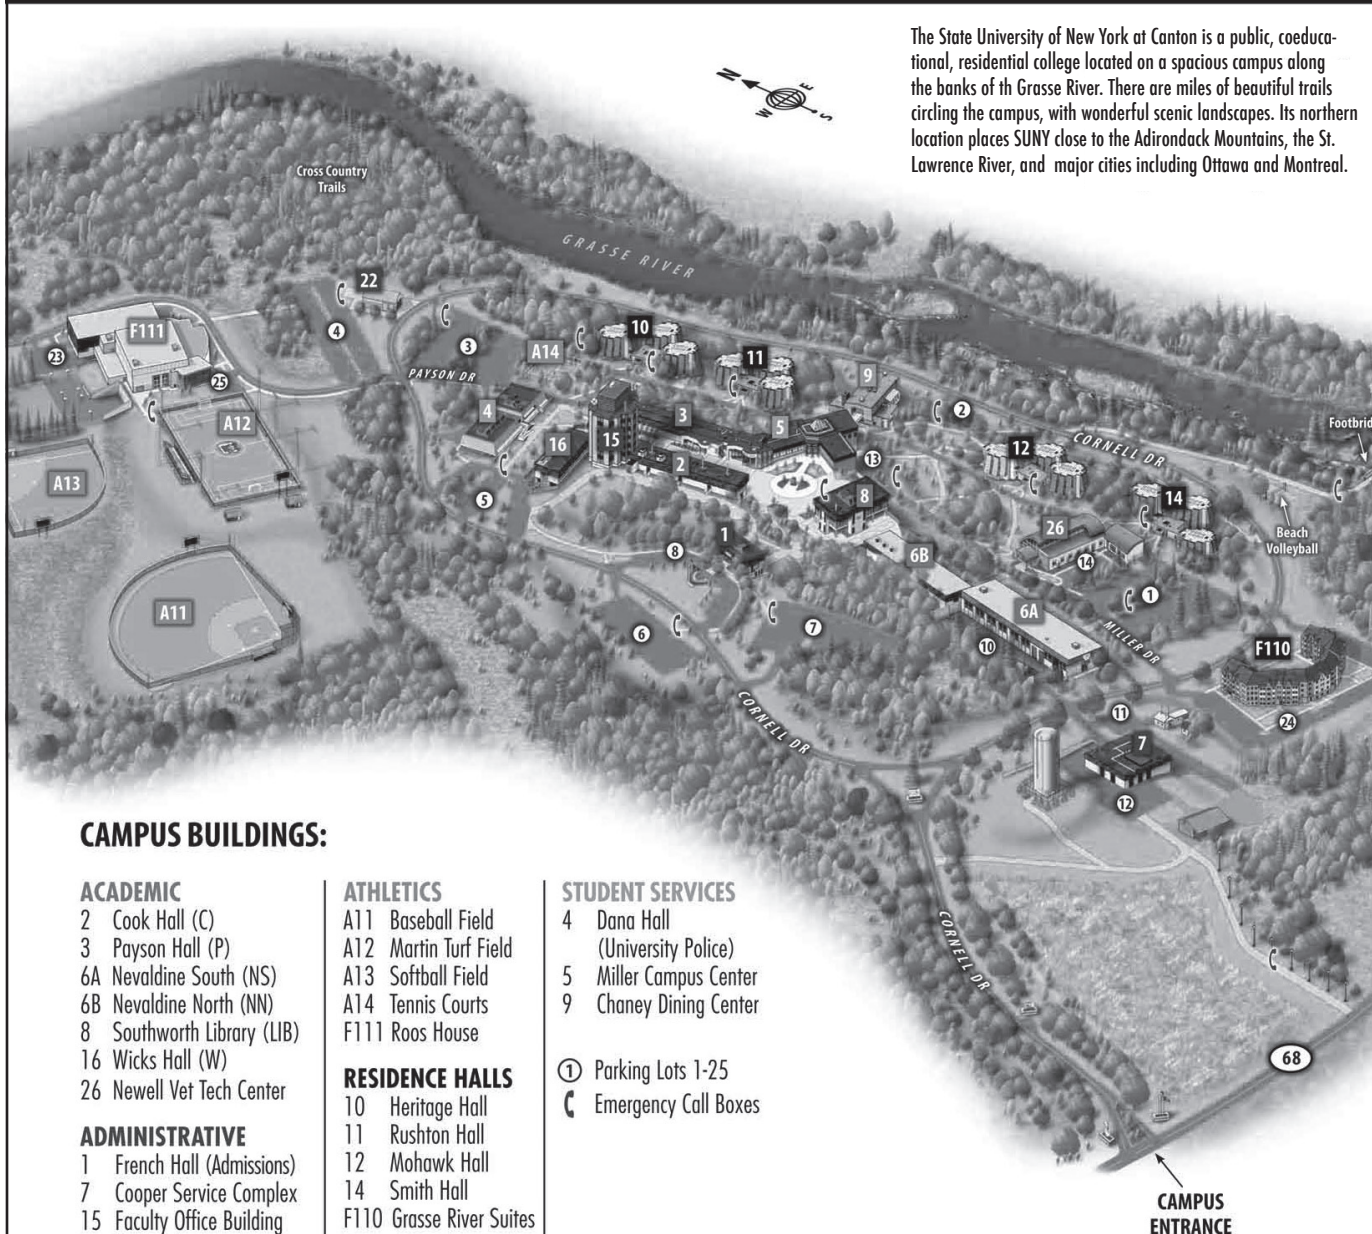 The State University of New York at Canton is a public, coeduca-
tional, residential college located on a spacious campus along
the banks of th Grasse River. There are miles of beautiful trails
circling the campus, with wonderful scenic landscapes. Its northern
location places SUNY close to the Adirondack Mountains, the St.
Lawrence River, and major cities including Ottawa and Montreal.
N
E
W
S
Cross Country
Trails
GRASSE RIVER
22
F111
4
10
3
A14
11
23
25
PAYSON DR
9
4
3
5
2
A12
16
15
12
CORNELL DR
Footbrid
2
13
A13
5
8
14
26
Beach
Volleyball
1
8
6B
14
1
A11
6A
6
7
10
MILLER DR
F110
CORNELL DR
11
24
7
12
CORNELL DR
68
CAMPUS
ENTRANCE
CAMPUS BUILDINGS:
ACADEMIC
2 Cook Hall (C)
3 Payson Hall (P)
6A Nevaldine South (NS)
6B Nevaldine North (NN)
8 Southworth Library (LIB)
16 Wicks Hall (W)
26 Newell Vet Tech Center
ADMINISTRATIVE
1 French Hall (Admissions)
7 Cooper Service Complex
15 Faculty Office Building
ATHLETICS
A11 Baseball Field
A12 Martin Turf Field
A13 Softball Field
A14 Tennis Courts
F111 Roos House
RESIDENCE HALLS
10 Heritage Hall
11 Rushton Hall
12 Mohawk Hall
14 Smith Hall
F110 Grasse River Suites
STUDENT SERVICES
4 Dana Hall
(University Police)
5 Miller Campus Center
9 Chaney Dining Center
1 Parking Lots 1-25
Emergency Call Boxes